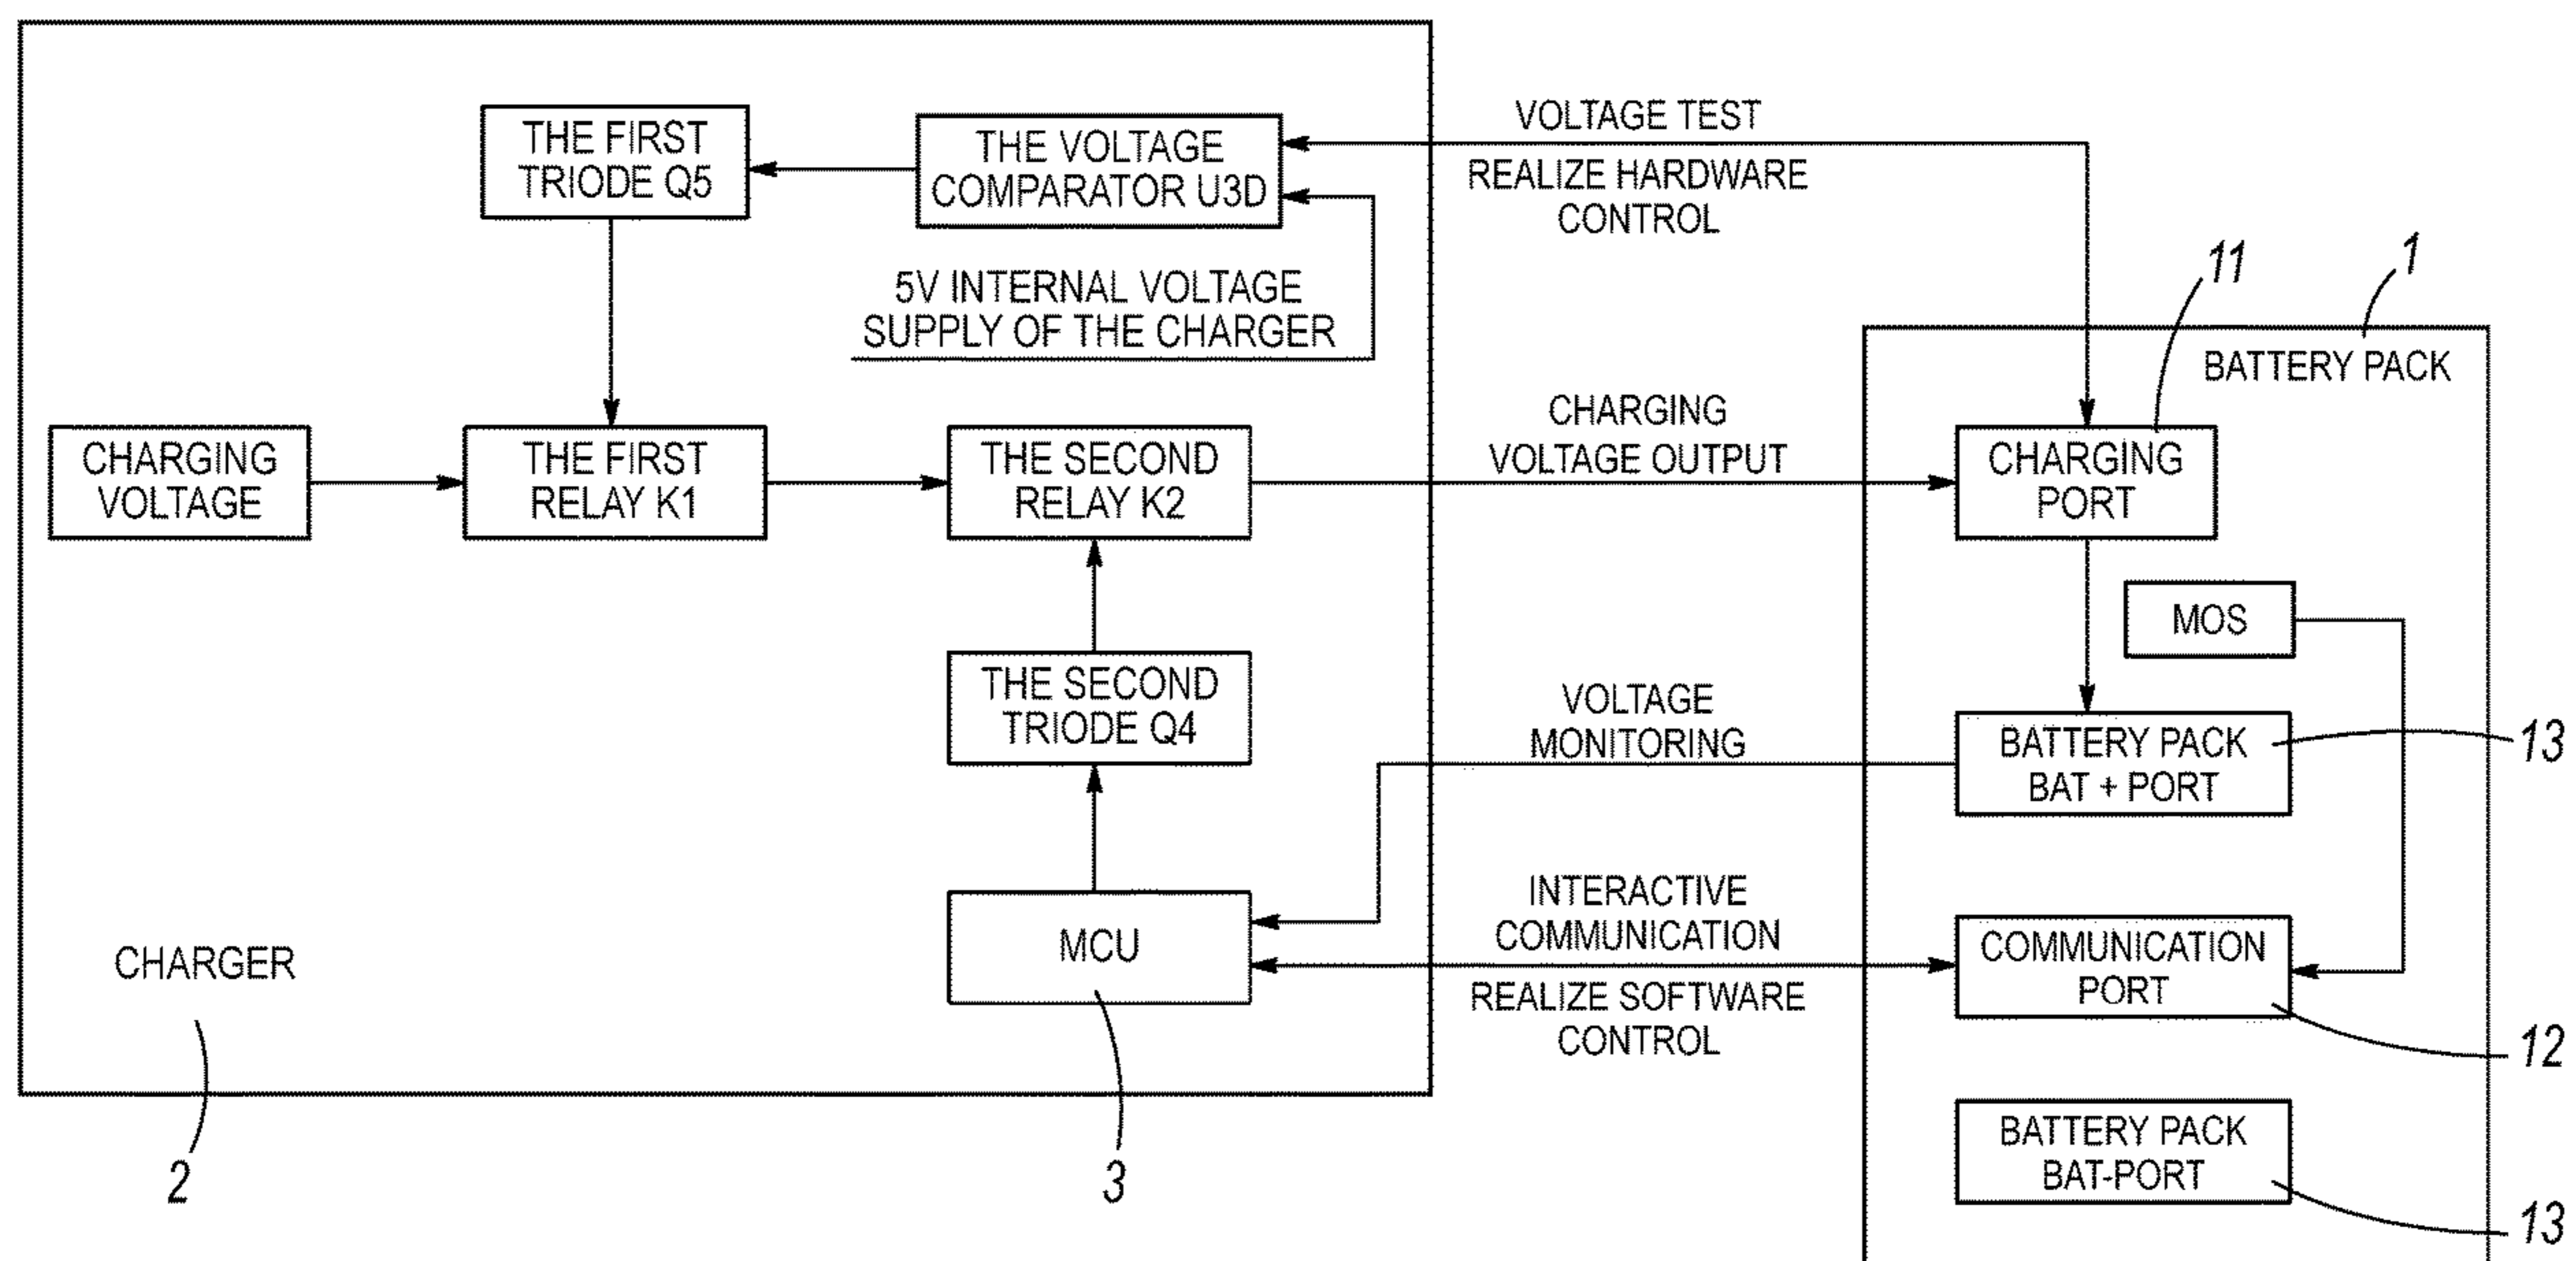 THE FIRST
TRIODE Q5
THE VOLTAGE
COMPARATOR U3D
VOLTAGE TEST
REALIZE HARDWARE
CONTROL
5V INTERNAL VOLTAGE
SUPPLY OF THE CHARGER
11
1
BATTERY PACK
CHARGING
VOLTAGE
THE FIRST
RELAY K1
THE SECOND
RELAY K2
CHARGING
VOLTAGE OUTPUT
CHARGING
PORT
MOS
THE SECOND
TRIODE Q4
VOLTAGE
MONITORING
BATTERY PACK
BAT + PORT
13
MCU
INTERACTIVE
COMMUNICATION
REALIZE SOFTWARE
CONTROL
COMMUNICATION
PORT
12
CHARGER
2
3
BATTERY PACK
BAT-PORT
13